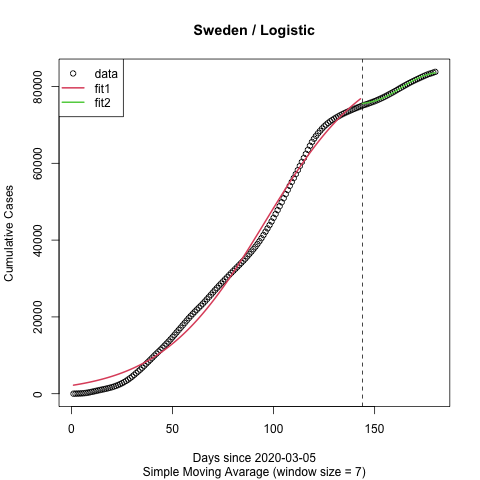 Sweden / Logistic
data
fit1
fit2
Cumulative Cases
80000
60000
40000
20000
0
0 50 100 150
Days since 2020-03-05
Simple Moving Avarage (window size = 7)